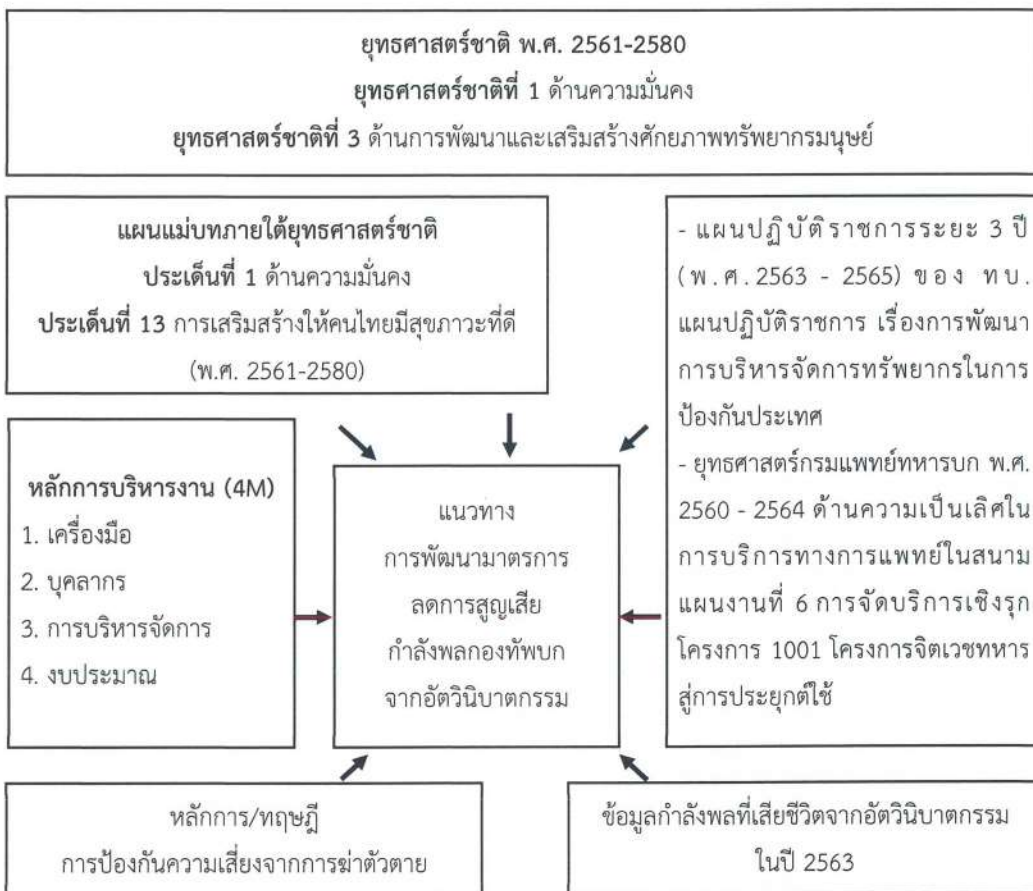 ยุทธศาสตร์ชาติ พ.ศ. 2561-2580
ยุทธศาสตร์ชาติที่ 1 ด้านความมั่นคง
ยุทธศาสตร์ชาติที่ 3 ด้านการพัฒนาและเสริมสร้างศักยภาพทรัพยากรมนุษย์
แผนแม่บทภายใต้ยุทธศาสตร์ชาติ
ประเด็นที่ 1 ด้านความมั่นคง
ประเด็นที่ 13 การเสริมสร้างให้คนไทยมีสุขภาวะที่ดี
(พ.ศ. 2561-2580)
- แผนปฏิบัติราชการระยะ 3 ปี
(พ.ศ.2563 - 2565) ของ ทบ.
แผนปฏิบัติราชการ เรื่องการพัฒนา
การบริหารจัดการทรัพยากรในการ
ป้องกันประเทศ
- ยุทธศาสตร์กรมแพทย์ทหารบก พ.ศ.
2560 - 2564 ด้านความเป็นเลิศใน
การบริการทางการแพทย์ในสนาม
แผนงานที่ 6 การจัดบริการเชิงรุก
โครงการ 1001 โครงการจิตเวชทหาร
สู่การประยุกต์ใช้
หลักการบริหารงาน (4M)
1. เครื่องมือ
2. บุคลากร
3. การบริหารจัดการ
4. งบประมาณ
แนวทาง
การพัฒนามาตรการ
ลดการสูญเสีย
กำลังพลกองทัพบก
จากอัตวินิบาตกรรม
หลักการ/ทฤษฎี
การป้องกันความเสี่ยงจากการฆ่าตัวตาย
ข้อมูลกำลังพลที่เสียชีวิตจากอัตวินิบาตกรรม
ในปี 2563